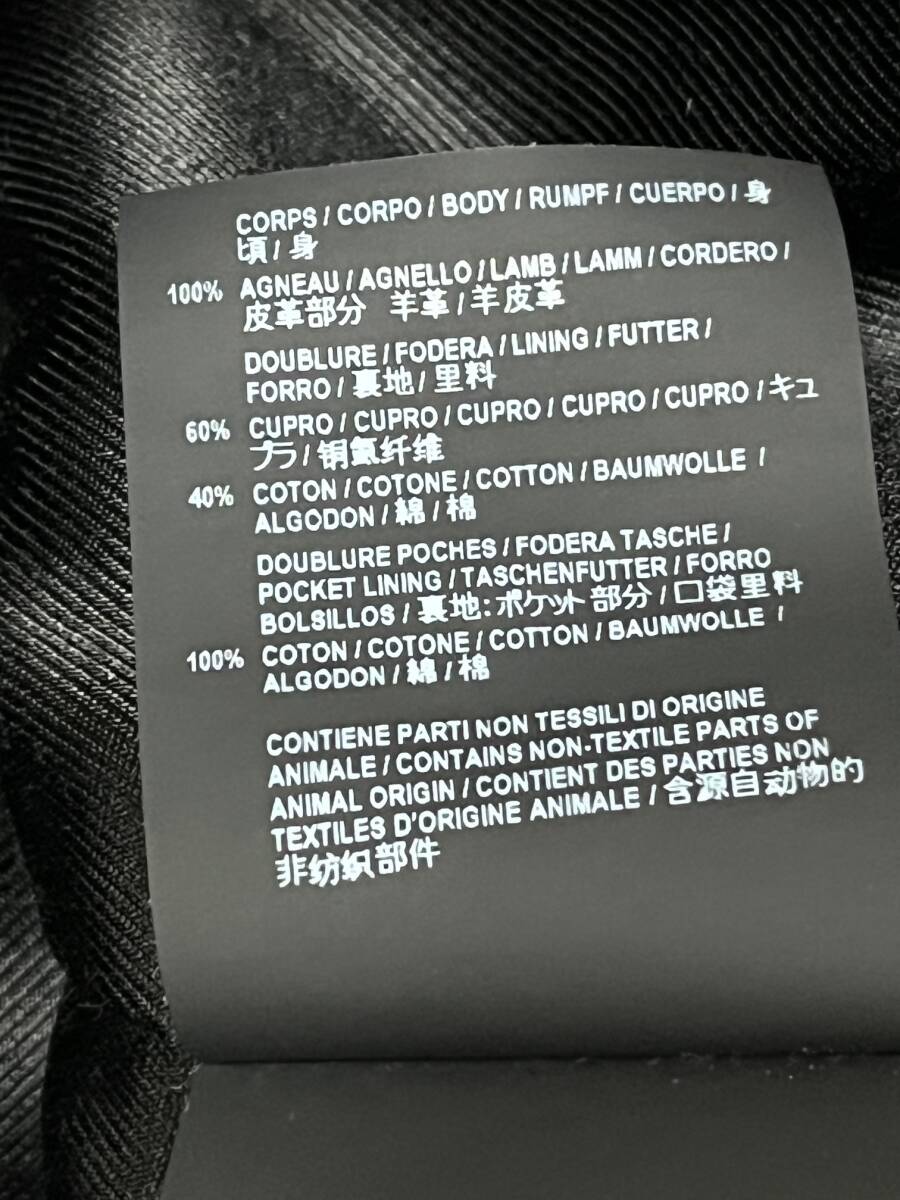 CORPS / CORPO / BODY / RUMPF / CUERPO / 身
頃 / 身
100% AGNEAU / AGNELLO / LAMB / LAMM / CORDERO /
皮革部分 羊革 / 羊皮革
DOUBLURE / FODERA / LINING / FUTTER /
FORRO / 裏地 / 里料
60% CUPRO / CUPRO / CUPRO / CUPRO / CUPRO / キュ
プラ / 铜氨纤维
40% COTON / COTONE / COTTON / BAUMWOLLE /
ALGODON / 綿 / 棉
DOUBLURE POCHES / FODERA TASCHE /
POCKET LINING / TASCHENFUTTER / FORRO
BOLSILLOS / 裏地:ポケット部分 / 口袋里料
100% COTON / COTONE / COTTON / BAUMWOLLE /
ALGODON / 綿 / 棉
CONTIENE PARTI NON TESSILI DI ORIGINE
ANIMALE / CONTAINS NON-TEXTILE PARTS OF
ANIMAL ORIGIN / CONTIENT DES PARTIES NON
TEXTILES D'ORIGINE ANIMALE / 含源自动物的
非纺织部件